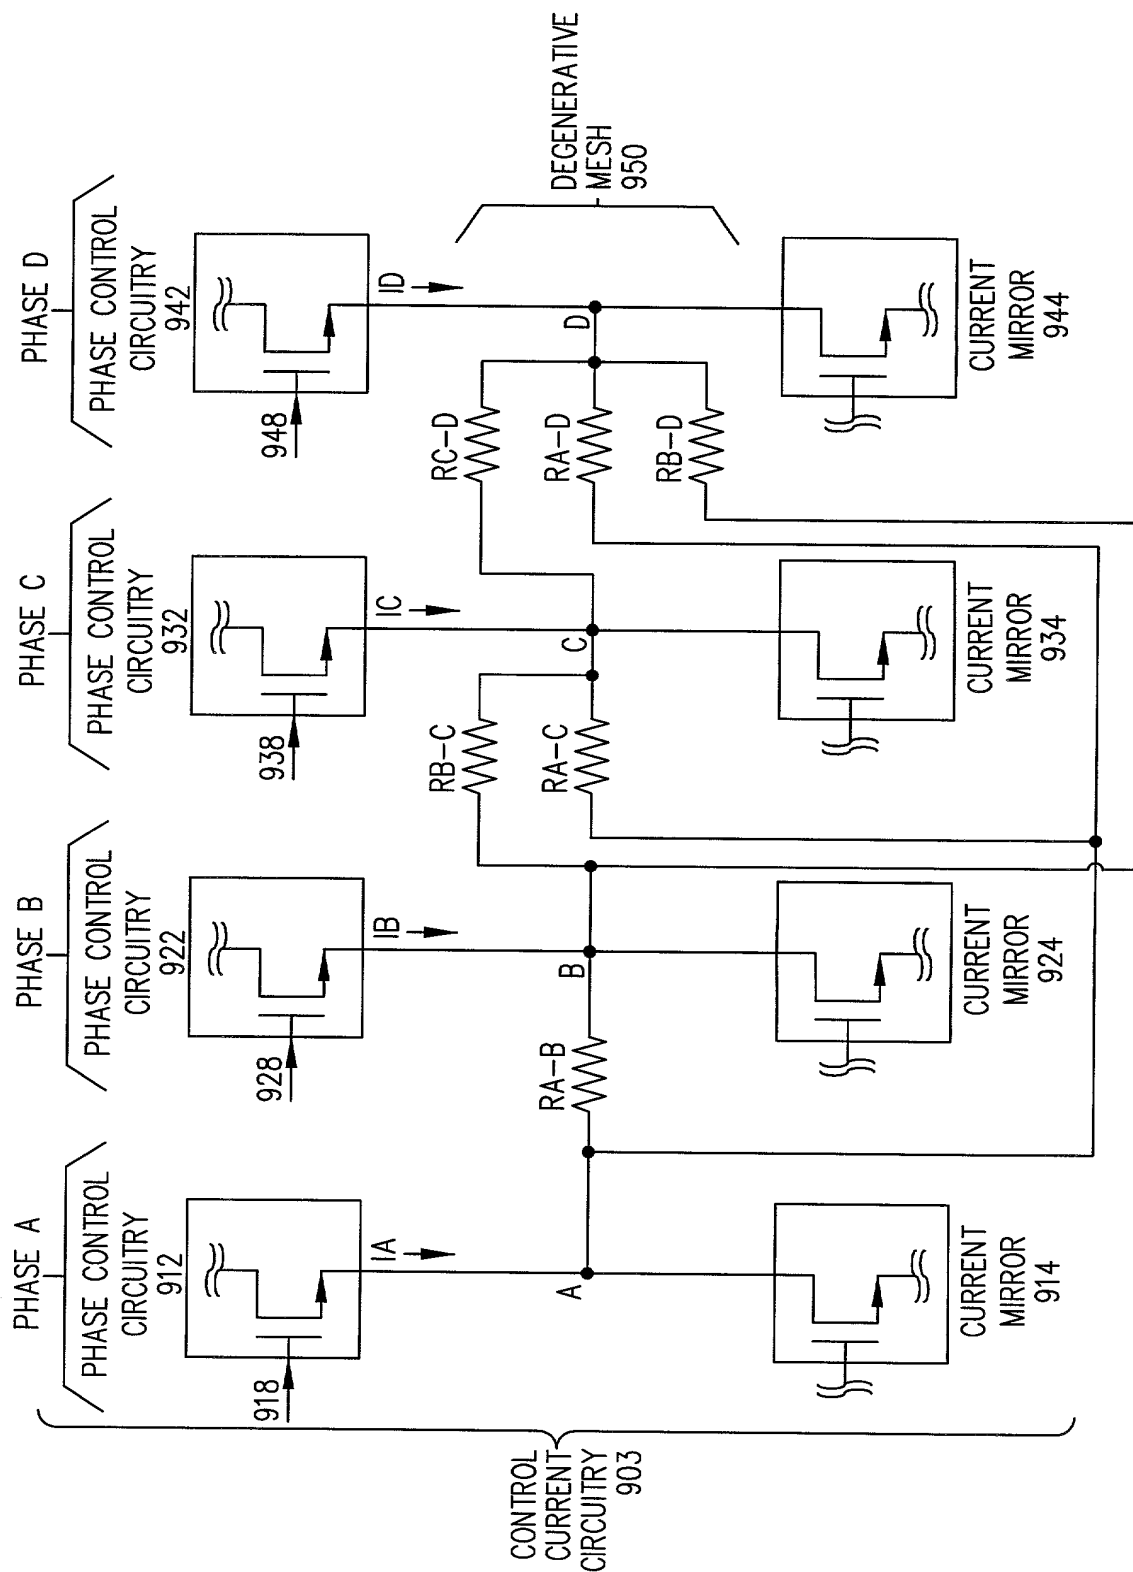 PHASE A
PHASE CONTROL
CIRCUITRY
912
918
IA
A
CURRENT
MIRROR
914
PHASE B
PHASE CONTROL
CIRCUITRY
922
928
IB
B
RA-B
CURRENT
MIRROR
924
PHASE C
PHASE CONTROL
CIRCUITRY
932
938
IC
C
RB-C
RA-C
CURRENT
MIRROR
934
PHASE D
PHASE CONTROL
CIRCUITRY
942
948
ID
D
RC-D
RA-D
RB-D
CURRENT
MIRROR
944
CONTROL
CURRENT
CIRCUITRY
903
DEGENERATIVE
MESH
950